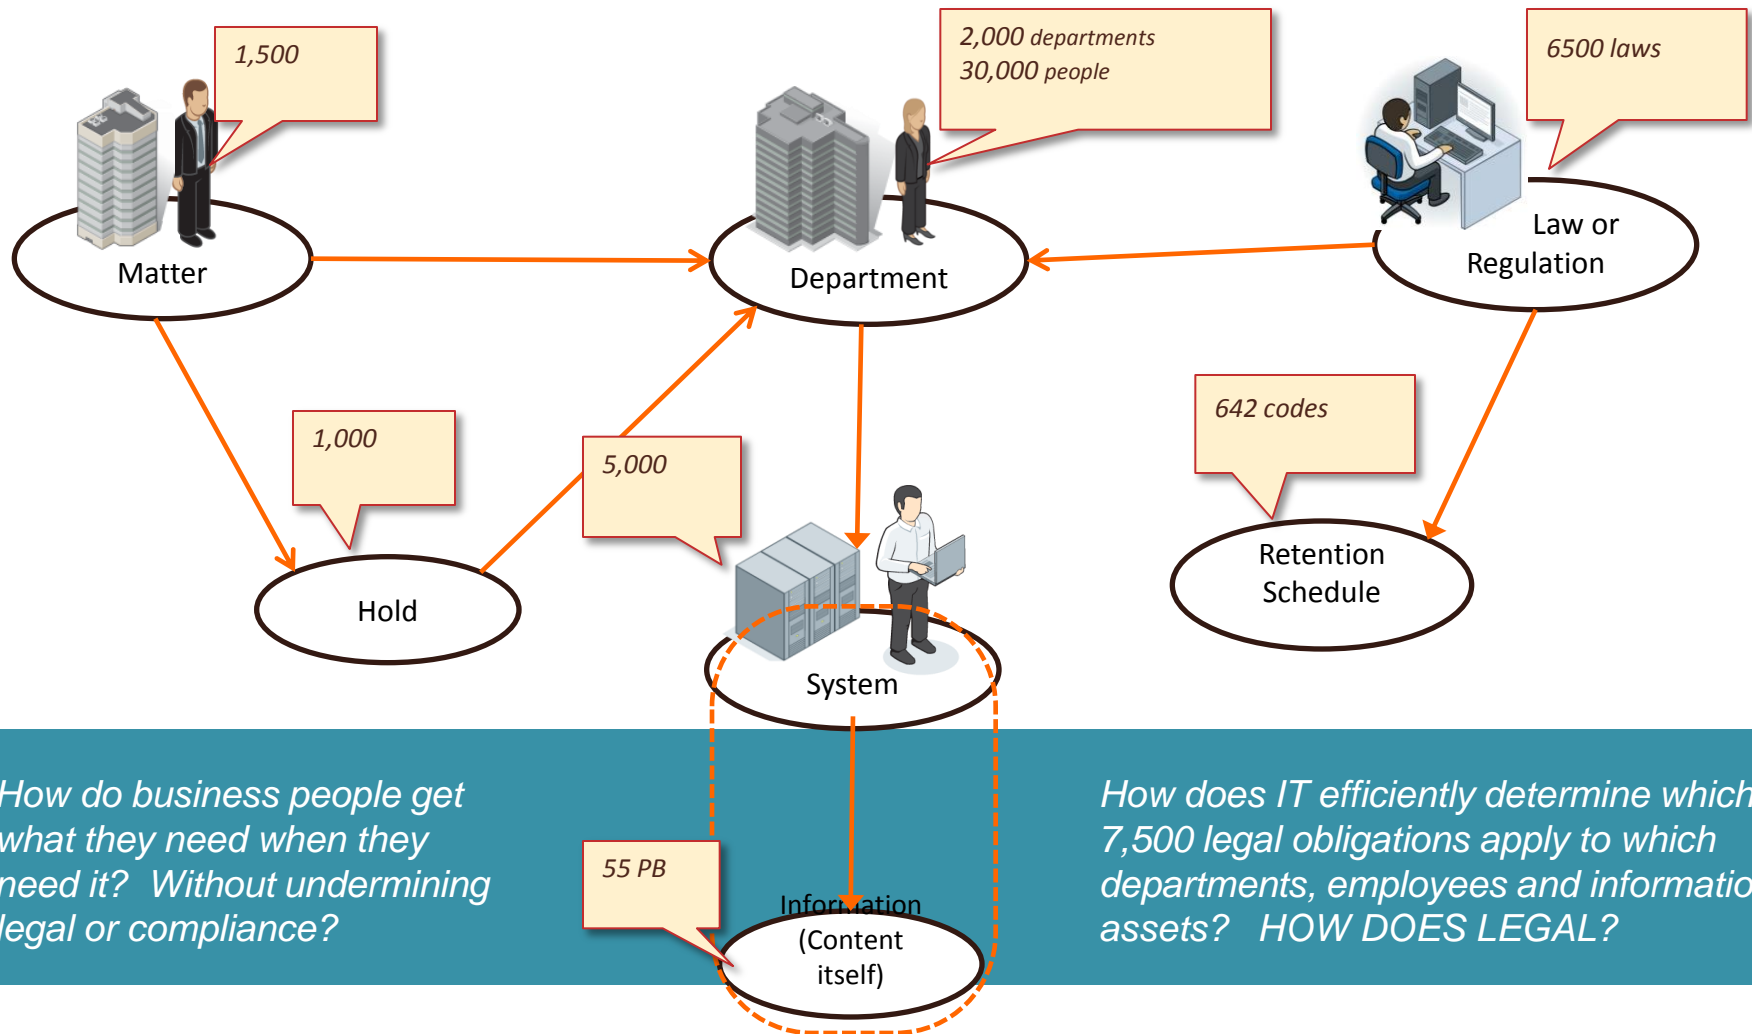 1,500
2,000 departments
30,000 people
6500 laws
Matter
Department
Law or
Regulation
1,000
5,000
642 codes
Hold
System
Retention
Schedule
How do business people get
what they need when they
need it?   Without undermining
legal or compliance?
55 PB
Information
(Content
itself)
How does IT efficiently determine which
7,500 legal obligations apply to which
departments, employees and informatio
assets?   HOW DOES LEGAL?